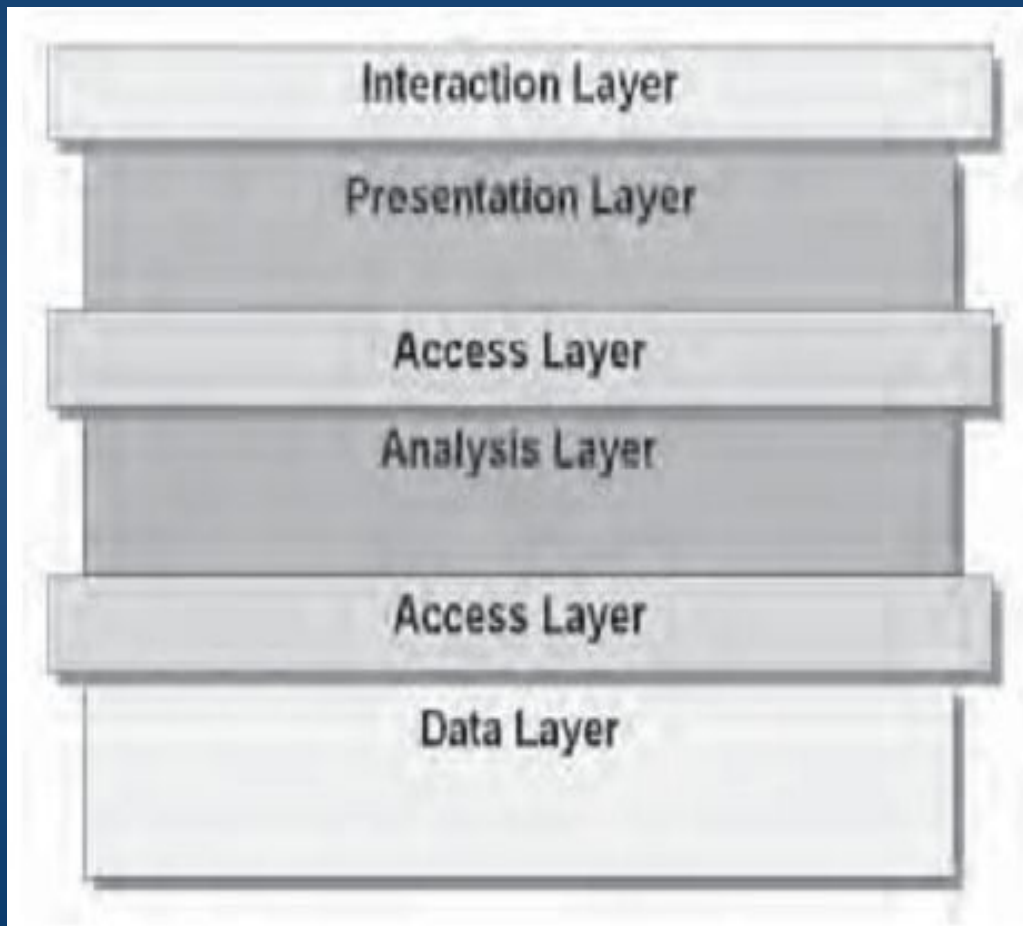 Interaction Layer
Presentation Layer
Access Layer
Analysis Layer
Access Layer
Data Layer